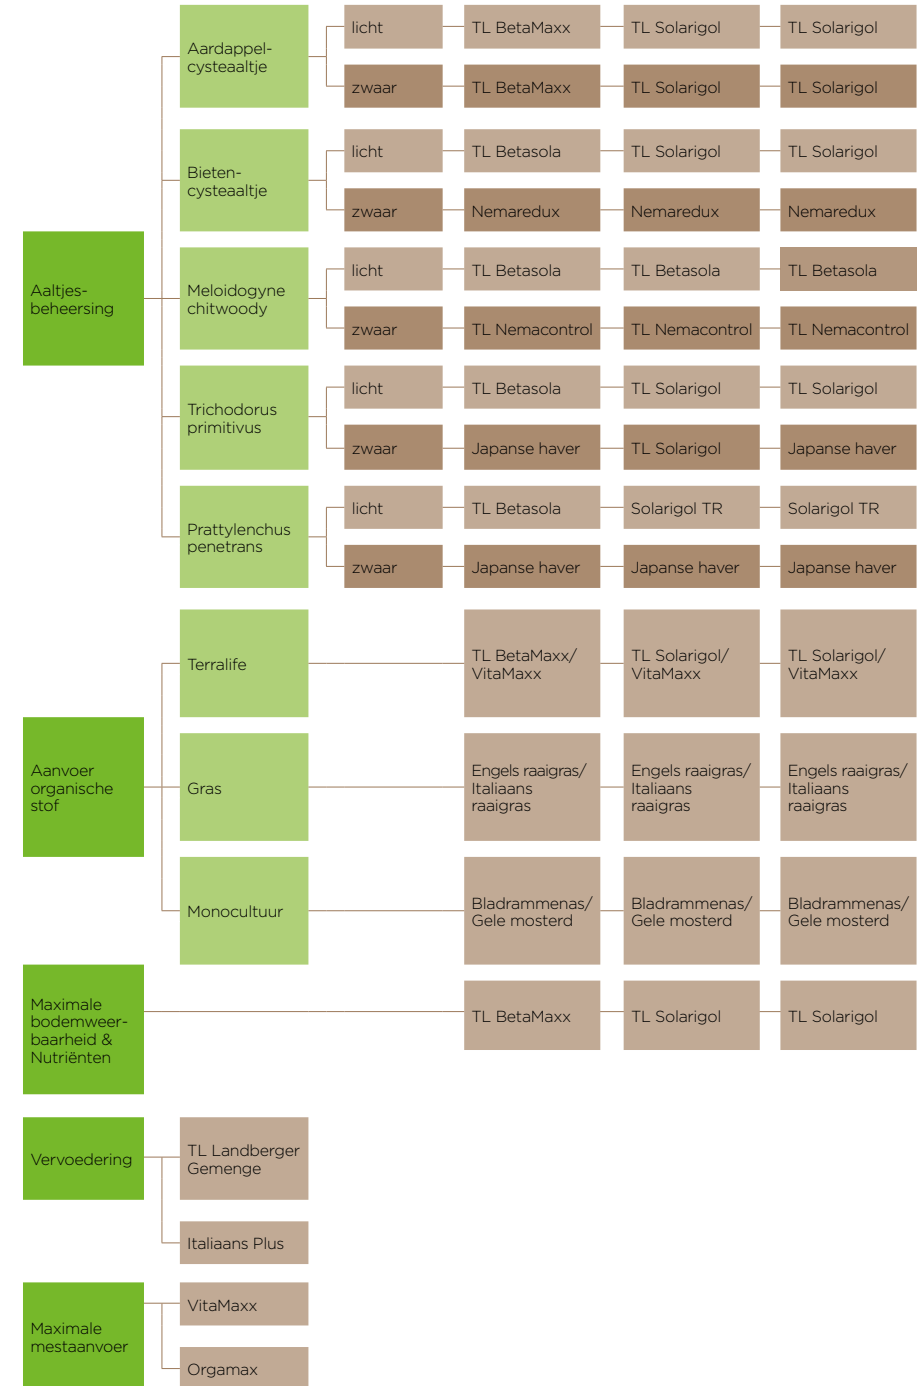 Aaltjes-
beheersing
Aardappel-
cysteaaltje
licht
TL BetaMaxx
TL Solarigol
TL Solarigol
zwaar
TL BetaMaxx
TL Solarigol
TL Solarigol
Bieten-
cysteaaltje
licht
TL Betasola
TL Solarigol
TL Solarigol
zwaar
Nemaredux
Nemaredux
Nemaredux
Meloidogyne
chitwoody
licht
TL Betasola
TL Betasola
TL Betasola
zwaar
TL Nemacontrol
TL Nemacontrol
TL Nemacontrol
Trichodorus
primitivus
licht
TL Betasola
TL Solarigol
TL Solarigol
zwaar
Japanse haver
TL Solarigol
Japanse haver
Prattylenchus
penetrans
licht
TL Betasola
Solarigol TR
Solarigol TR
zwaar
Japanse haver
Japanse haver
Japanse haver
Aanvoer
organische
stof
Terralife
TL BetaMaxx/
VitaMaxx
TL Solarigol/
VitaMaxx
TL Solarigol/
VitaMaxx
Gras
Engels raaigras/
Italiaans
raaigras
Engels raaigras/
Italiaans
raaigras
Engels raaigras/
Italiaans
raaigras
Monocultuur
Bladrammenas/
Gele mosterd
Bladrammenas/
Gele mosterd
Bladrammenas/
Gele mosterd
Maximale
bodemweer-
baarheid &
Nutriënten
TL BetaMaxx
TL Solarigol
TL Solarigol
Vervoedering
TL Landberger
Gemenge
Italiaans Plus
Maximale
mestaanvoer
VitaMaxx
Orgamax